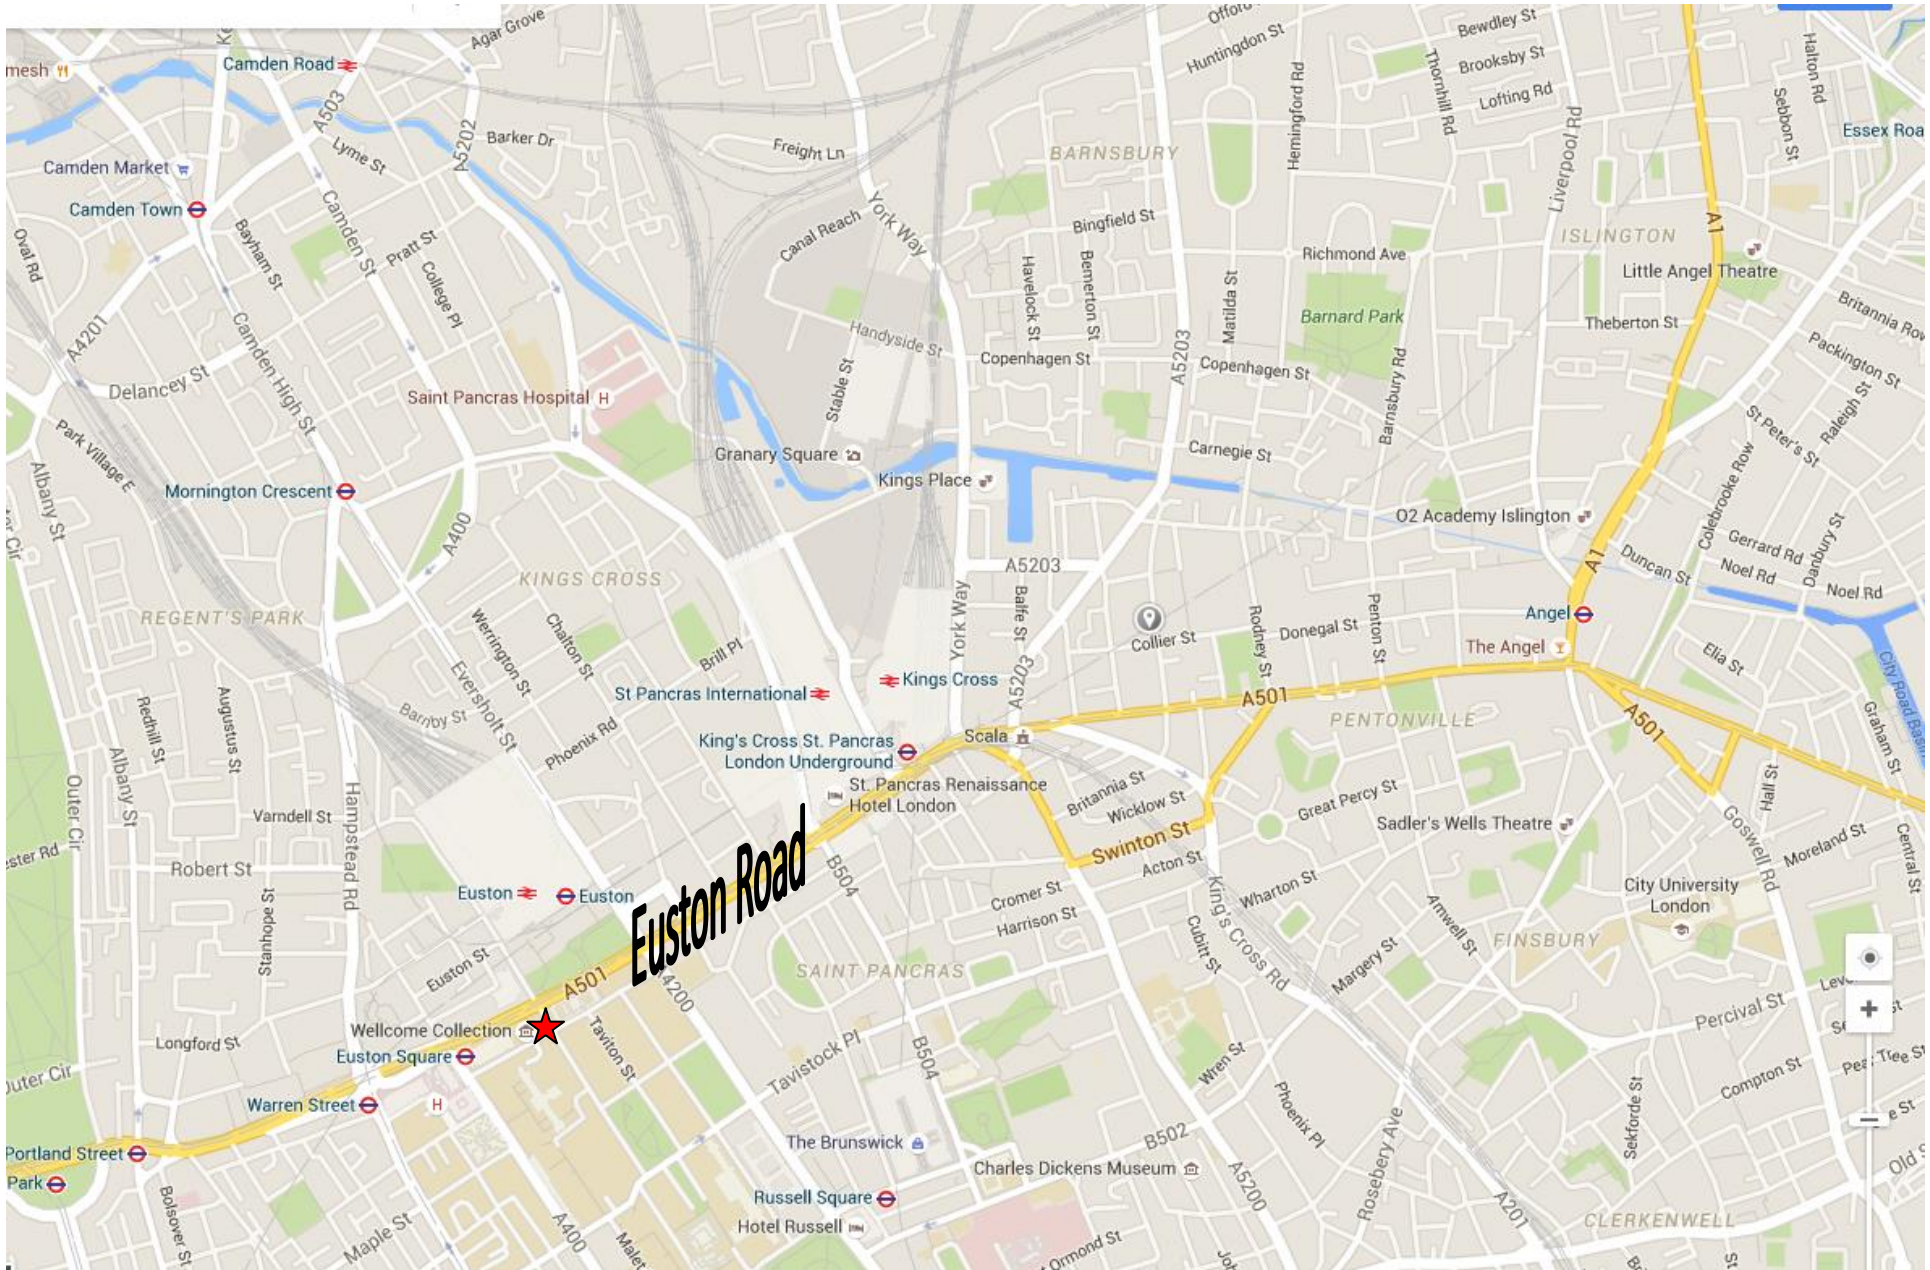 Offord
Bewdley St
Agar Grove
Huntingdon St
Brooksby St
Halton Rd
Camden Road
Hemingford Rd
Thornhill Rd
Lofting Rd
Sebbon St
mesh
A503
A5202
Barker Dr
Freight Ln
BARNSBURY
Liverpool Rd
Essex Roa
Lyme St
Camden Market
Camden Town
Camden St
York Way
Canal Reach
Bingfield St
A1
ISLINGTON
Oval Rd
Bayham St
Pratt St
College Pl
Havelock St
Bemerton St
Matilda St
Richmond Ave
Little Angel Theatre
Barnard Park
Theberton St
Britannia Row
A4201
Camden High St
Handyside St
Copenhagen St
A5203
Copenhagen St
Barnsbury Rd
Packington St
Delancey St
Saint Pancras Hospital
H
Stable St
St Peter's St
Raleigh St
Park Village E
Granary Square
Carnegie St
Colebrooke Row
Albany St
Mornington Crescent
Kings Place
O2 Academy Islington
A400
A1
Duncan St
Gerrard Rd
Danbury St
Noel Rd
Noel Rd
KINGS CROSS
A5203
York Way
Balfe St
REGENT'S PARK
Werrington St
Chalton St
Brill Pl
Collier St
Rodney St
Donegal St
Penton St
Angel
The Angel
Elia St
City Road Basin
Eversholt St
St Pancras International
Kings Cross
A5203
A501
PENTONVILLE
A501
Graham St
Redhill St
Augustus St
Barnby St
Phoenix Rd
King's Cross St. Pancras
London Underground
Scala
Albany St
Outer Cir
Hampstead Rd
St. Pancras Renaissance
Hotel London
Britannia St
Wicklow St
Great Percy St
Hall St
Varndell St
Sadler's Wells Theatre
Goswell Rd
Moreland St
Central St
Swinton St
Acton St
Robert St
Euston Road
B504
Euston
Euston
Cromer St
Harrison St
Wharton St
City University
London
Stanhope St
King's Cross Rd
Cubitt St
Amwell St
FINSBURY
Euston St
A501
SAINT PANCRAS
Margery St
A4200
Percival St
Wellcome Collection
Taviton St
Longford St
Euston Square
Tavistock Pl
B504
Wren St
Outer Cir
Compton St
Pear Tree St
Warren Street
H
Phoenix Pl
Sekforde St
Portland Street
The Brunswick
B502
Rosebery Ave
Park
Charles Dickens Museum
Old S
Bolsover St
Russell Square
A5200
A201
Maple St
A400
Malet
Hotel Russell
CLERKENWELL
Ormond St